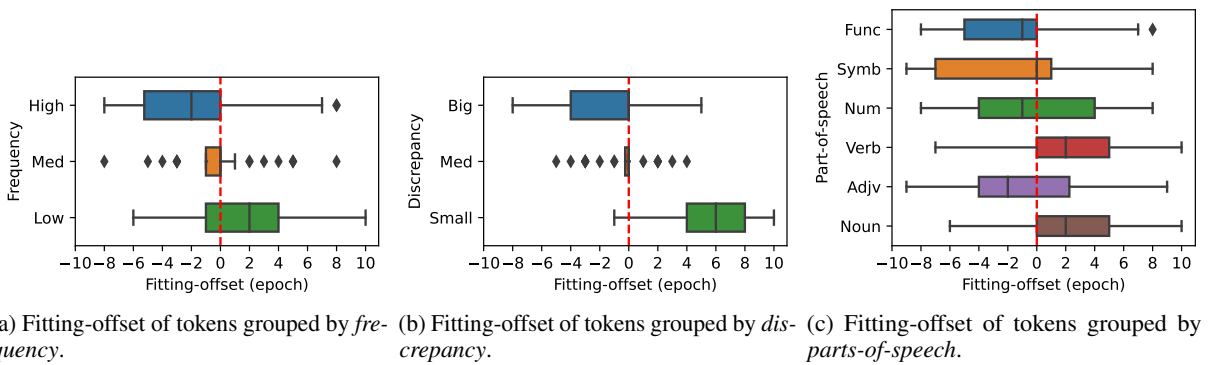 High
Med
Low
Frequency
−10−8 −6 −4 −2 0 2 4 6 8 10
Fitting-offset (epoch)
Big
Med
Small
Discrepancy
−10−8 −6 −4 −2 0 2 4 6 8 10
Fitting-offset (epoch)
Func
Symb
Num
Verb
Adjv
Noun
Part-of-speech
−10−8 −6 −4 −2 0 2 4 6 8 10
Fitting-offset (epoch)
a) Fitting-offset of tokens grouped by fre-
quency.
(b) Fitting-offset of tokens grouped by dis-
crepancy.
(c) Fitting-offset of tokens grouped by
parts-of-speech.